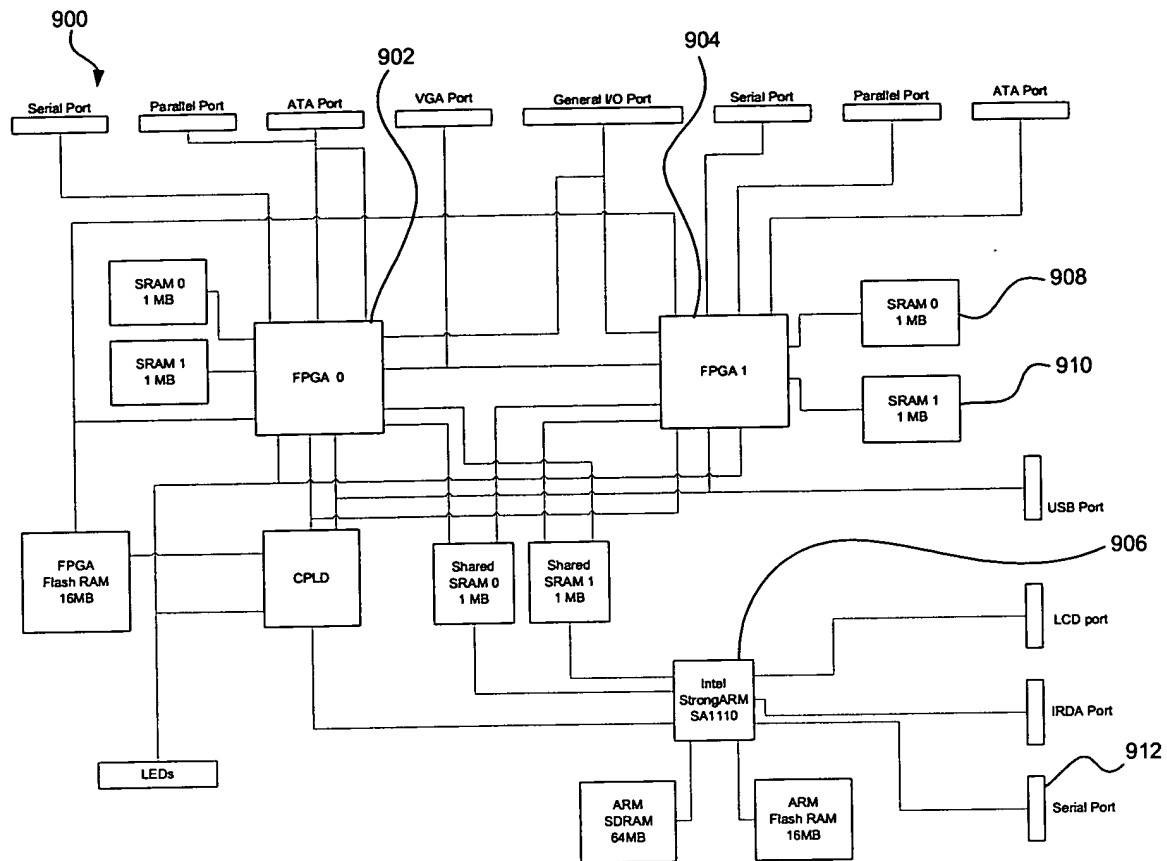 900
902
904
Serial Port
Parallel Port
ATA Port
VGA Port
General I/O Port
Serial Port
Parallel Port
ATA Port
SRAM 0
1 MB
SRAM 1
1 MB
FPGA 0
FPGA 1
SRAM 0
1 MB
908
SRAM 1
1 MB
910
USB Port
FPGA
Flash RAM
16MB
CPLD
Shared
SRAM 0
1 MB
Shared
SRAM 1
1 MB
906
LCD port
Intel
StrongARM
SA1110
IRDA Port
LEDs
ARM
SDRAM
64MB
ARM
Flash RAM
16MB
912
Serial Port